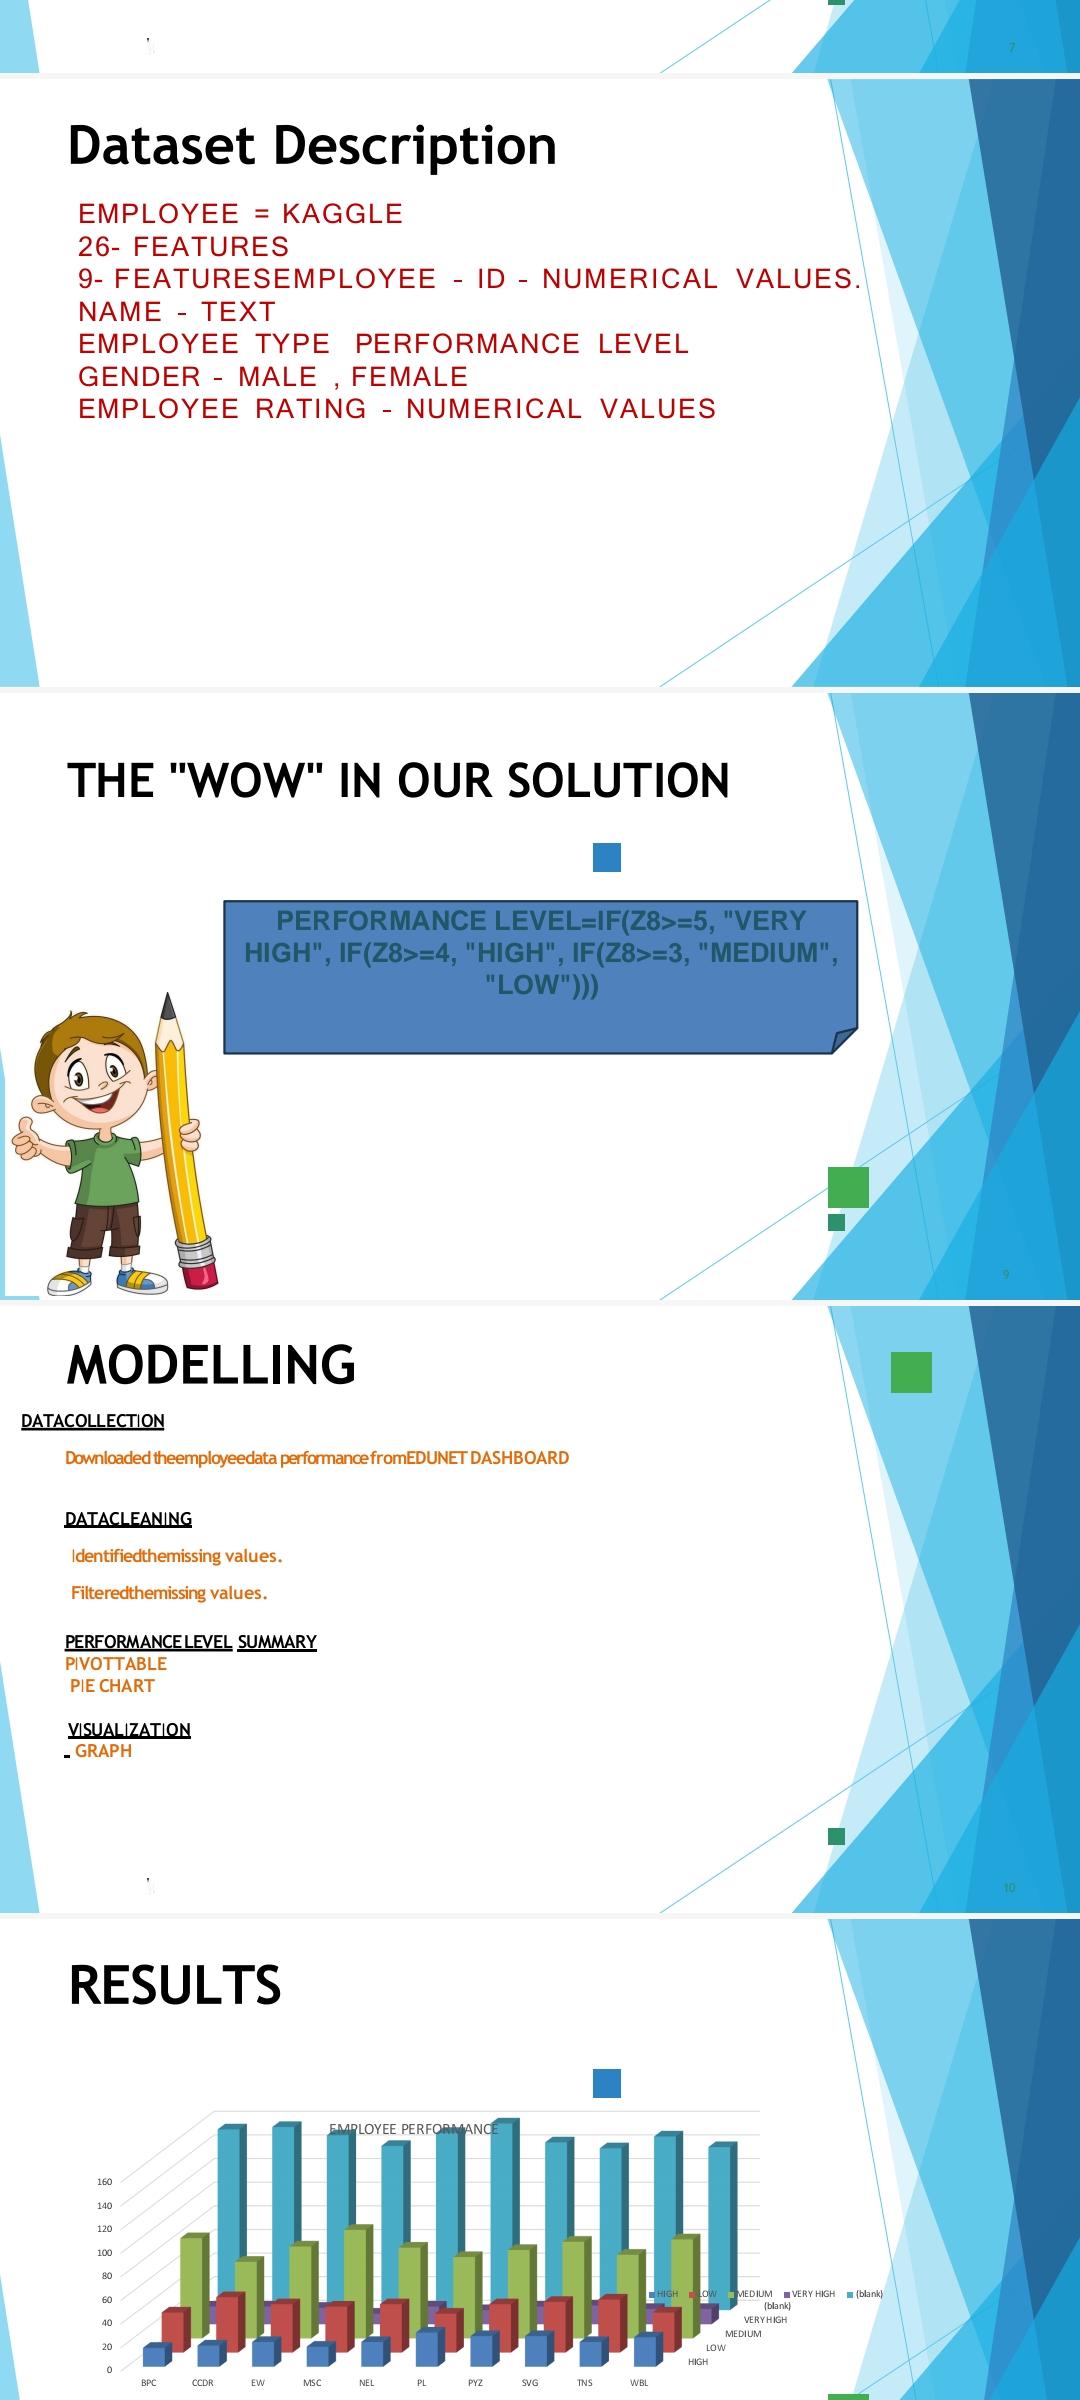 7
Dataset Description
EMPLOYEE = KAGGLE
26- FEATURES
9- FEATURESEMPLOYEE - ID - NUMERICAL VALUES.
NAME - TEXT
EMPLOYEE TYPE PERFORMANCE LEVEL
GENDER - MALE , FEMALE
EMPLOYEE RATING - NUMERICAL VALUES
THE "WOW" IN OUR SOLUTION
PERFORMANCE LEVEL=IF(Z8>=5, "VERY
HIGH", IF(Z8>=4, "HIGH", IF(Z8>=3, "MEDIUM",
"LOW")))
9
MODELLING
DATACOLLECTION
Downloaded theemployeedata performancefromEDUNET DASHBOARD
DATACLEANING
Identifiedthemissing values.
Filteredthemissing values.
PERFORMANCELEVEL SUMMARY
PIVOTTABLE
PIE CHART
VISUALIZATION
GRAPH
10
RESULTS
EMPLOYEE PERFORMANCE
160
140
120
100
80
60
40
20
0
HIGH LOW MEDIUM VERY HIGH (blank)
(blank)
VERY HIGH
MEDIUM
LOW
HIGH
BPC CCDR EW MSC NEL PL PYZ SVG TNS WBL